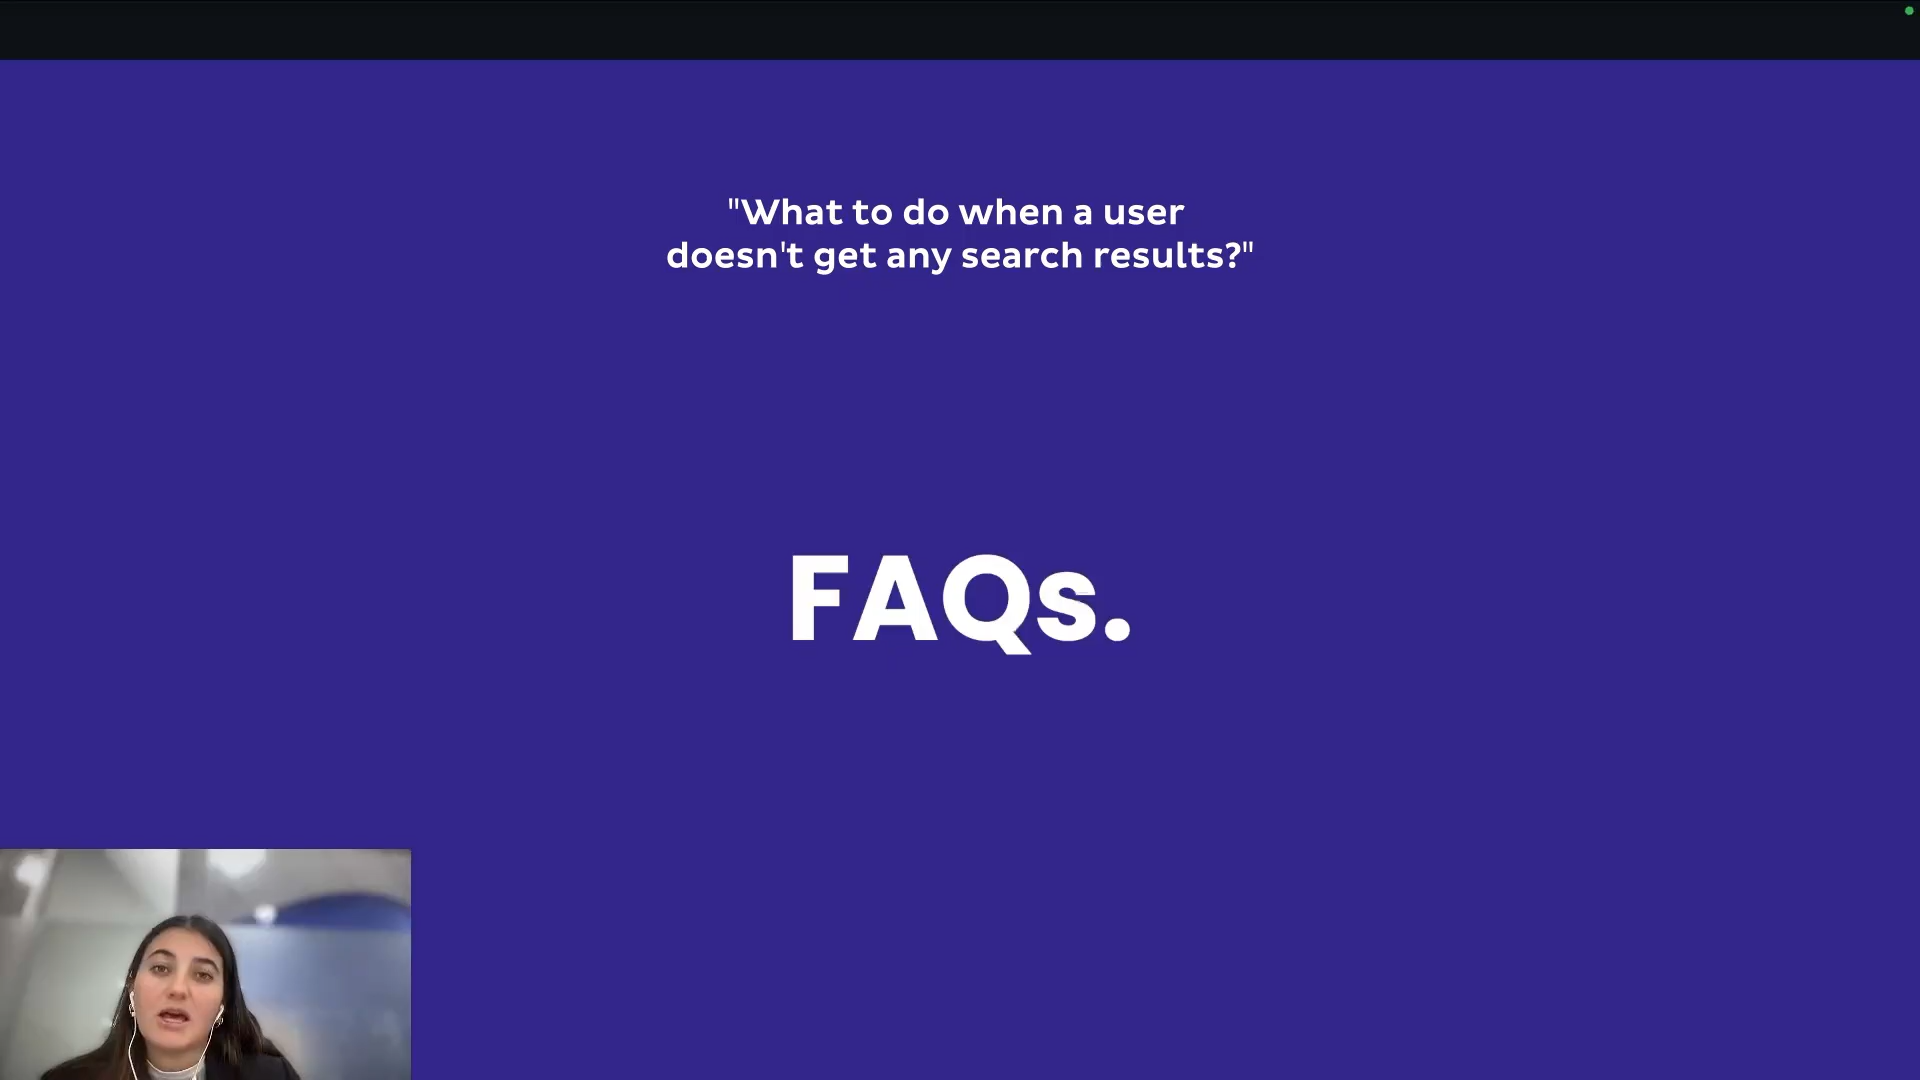 "What to do when a user
doesn't get any search results?"
FAQs.